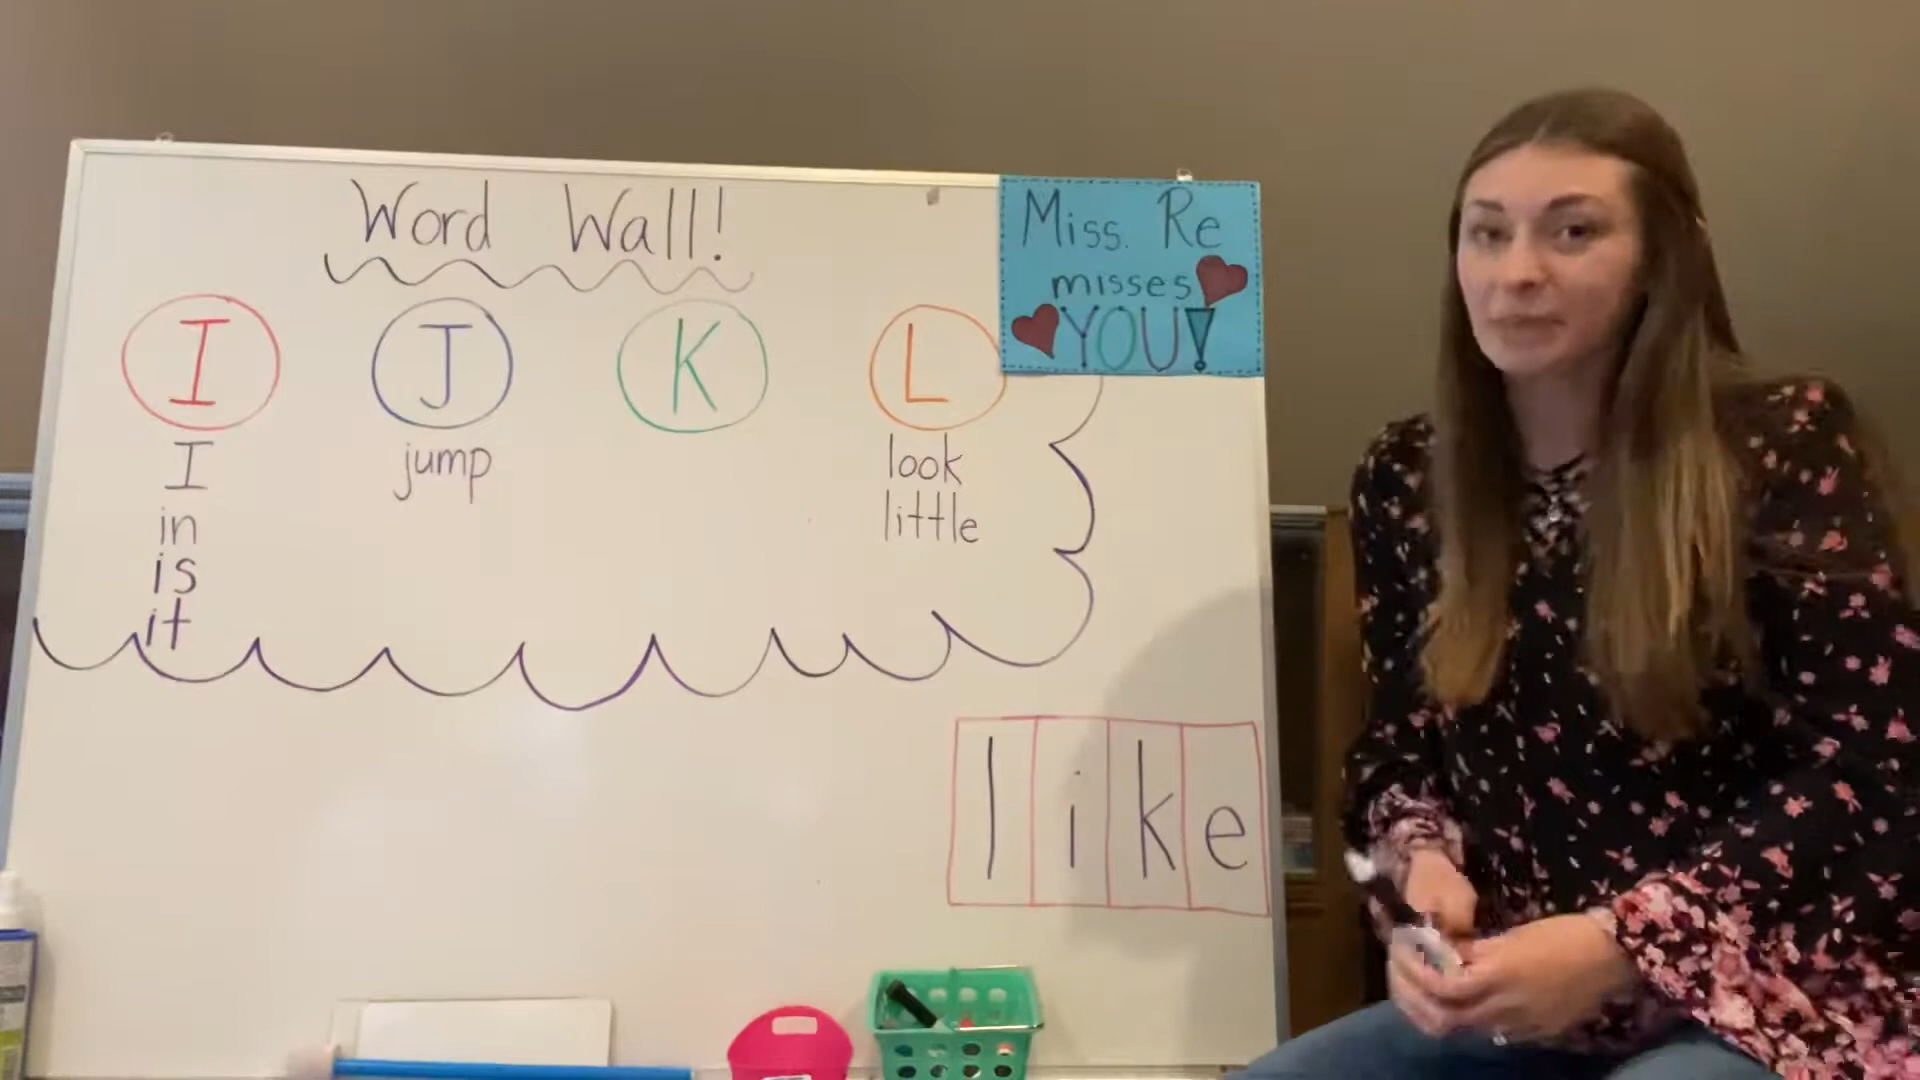 Word Wall!
Miss. Re
misses
YOU!
I
J
K
L
I
in
is
it
jump
look
little
like